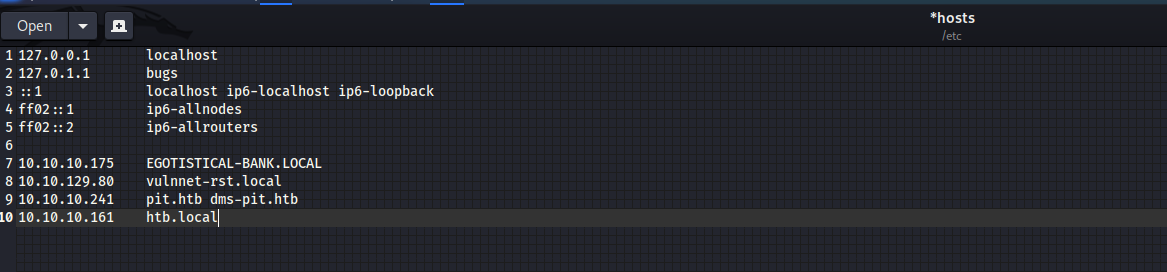 Open
*hosts
/etc
1 127.0.0.1 localhost
2 127.0.1.1 bugs
3 ::1 localhost ip6-localhost ip6-loopback
4 ff02::1 ip6-allnodes
5 ff02::2 ip6-allrouters
6
7 10.10.10.175 EGOTISTICAL-BANK.LOCAL
8 10.10.129.80 vulnnet-rst.local
9 10.10.10.241 pit.htb dms-pit.htb
10 10.10.10.161 htb.local